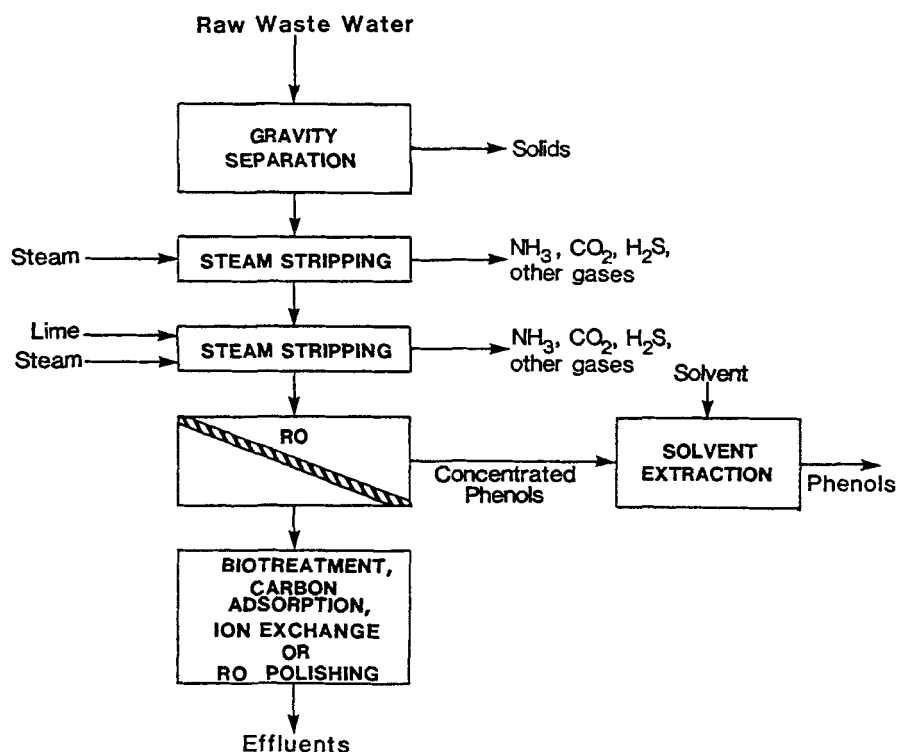 Raw Waste Water
GRAVITY
SEPARATION
Solids
Steam
STEAM STRIPPING
NH₃, CO₂, H₂S,
other gases
Lime
Steam
STEAM STRIPPING
NH₃, CO₂, H₂S,
other gases
Solvent
RO
Concentrated
Phenols
SOLVENT
EXTRACTION
Phenols
BIOTREATMENT,
CARBON
ADSORPTION,
ION EXCHANGE
OR
RO POLISHING
Effluents